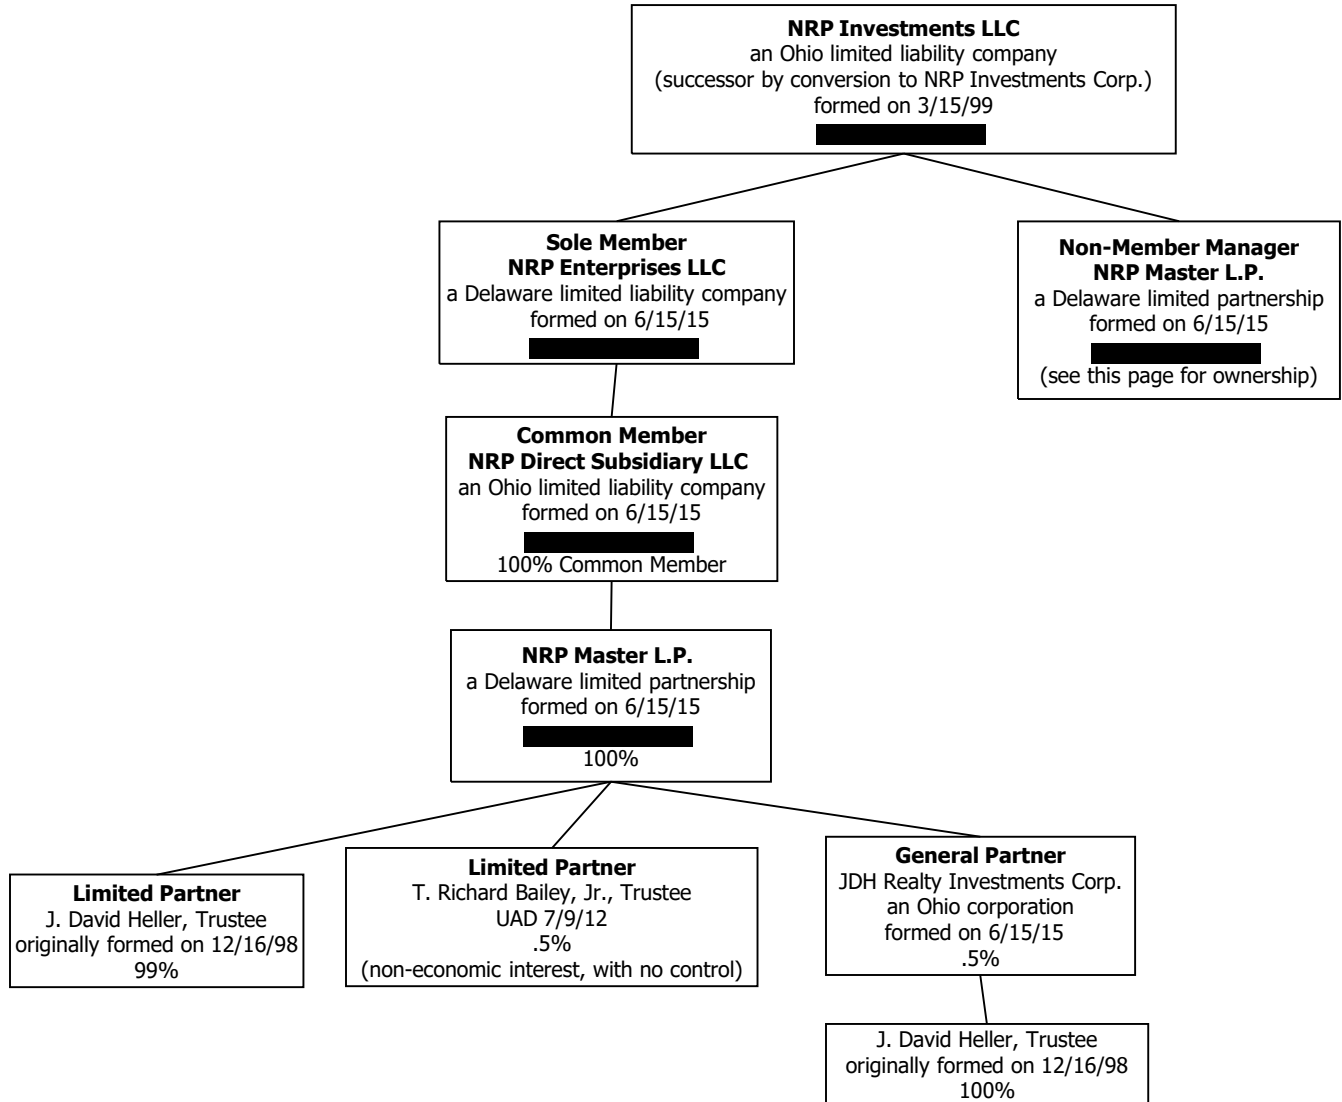 NRP Investments LLC
an Ohio limited liability company
(successor by conversion to NRP Investments Corp.)
formed on 3/15/99
Sole Member
NRP Enterprises LLC
a Delaware limited liability company
formed on 6/15/15
Non-Member Manager
NRP Master L.P.
a Delaware limited partnership
formed on 6/15/15
(see this page for ownership)
Common Member
NRP Direct Subsidiary LLC
an Ohio limited liability company
formed on 6/15/15
100% Common Member
NRP Master L.P.
a Delaware limited partnership
formed on 6/15/15
100%
Limited Partner
J. David Heller, Trustee
originally formed on 12/16/98
99%
Limited Partner
T. Richard Bailey, Jr., Trustee
UAD 7/9/12
.5%
(non-economic interest, with no control)
General Partner
JDH Realty Investments Corp.
an Ohio corporation
formed on 6/15/15
.5%
J. David Heller, Trustee
originally formed on 12/16/98
100%